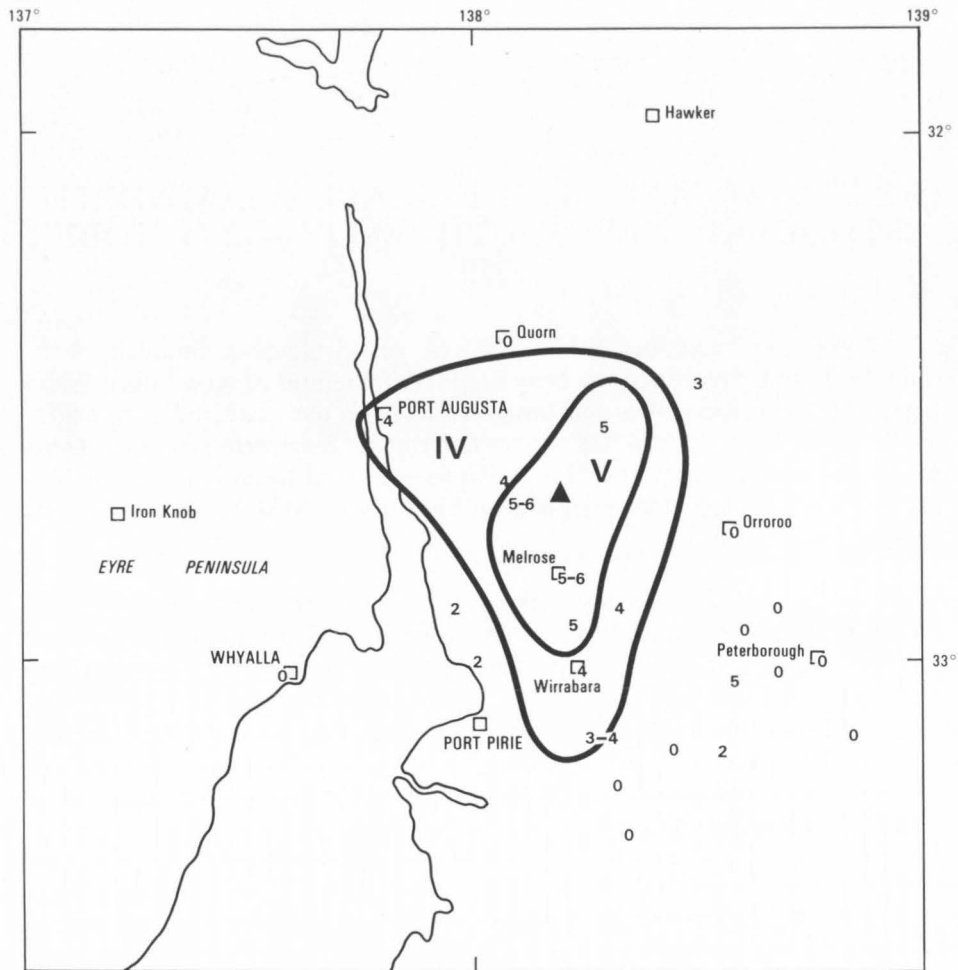 137°
138°
139°
Hawker
32°
0 Quorn
3
4 PORT AUGUSTA
5
IV
V
4
5-6
Iron Knob
0 Orroroo
EYRE PENINSULA
Melrose
5-6
2
4
0
5
0
WHYALLA
0
2
4
Wirrabara
Peterborough
0
33°
0
5
PORT PIRIE
3-4
0
2
0
0
0